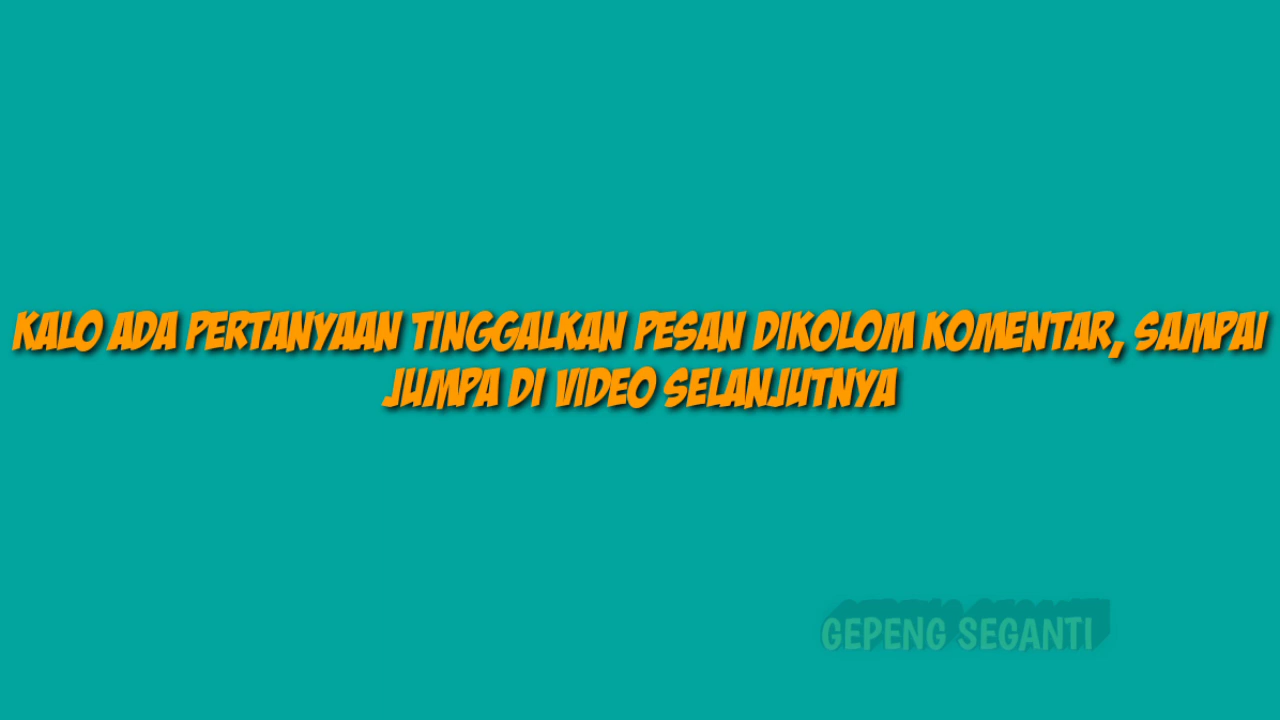 KALO ADA PERTANYAAN TINGGALKAN PESAN DIKOLOM KOMENTAR, SAMPAI
JUMPA DI VIDEO SELANJUTNYA
GEPENG SEGANTI